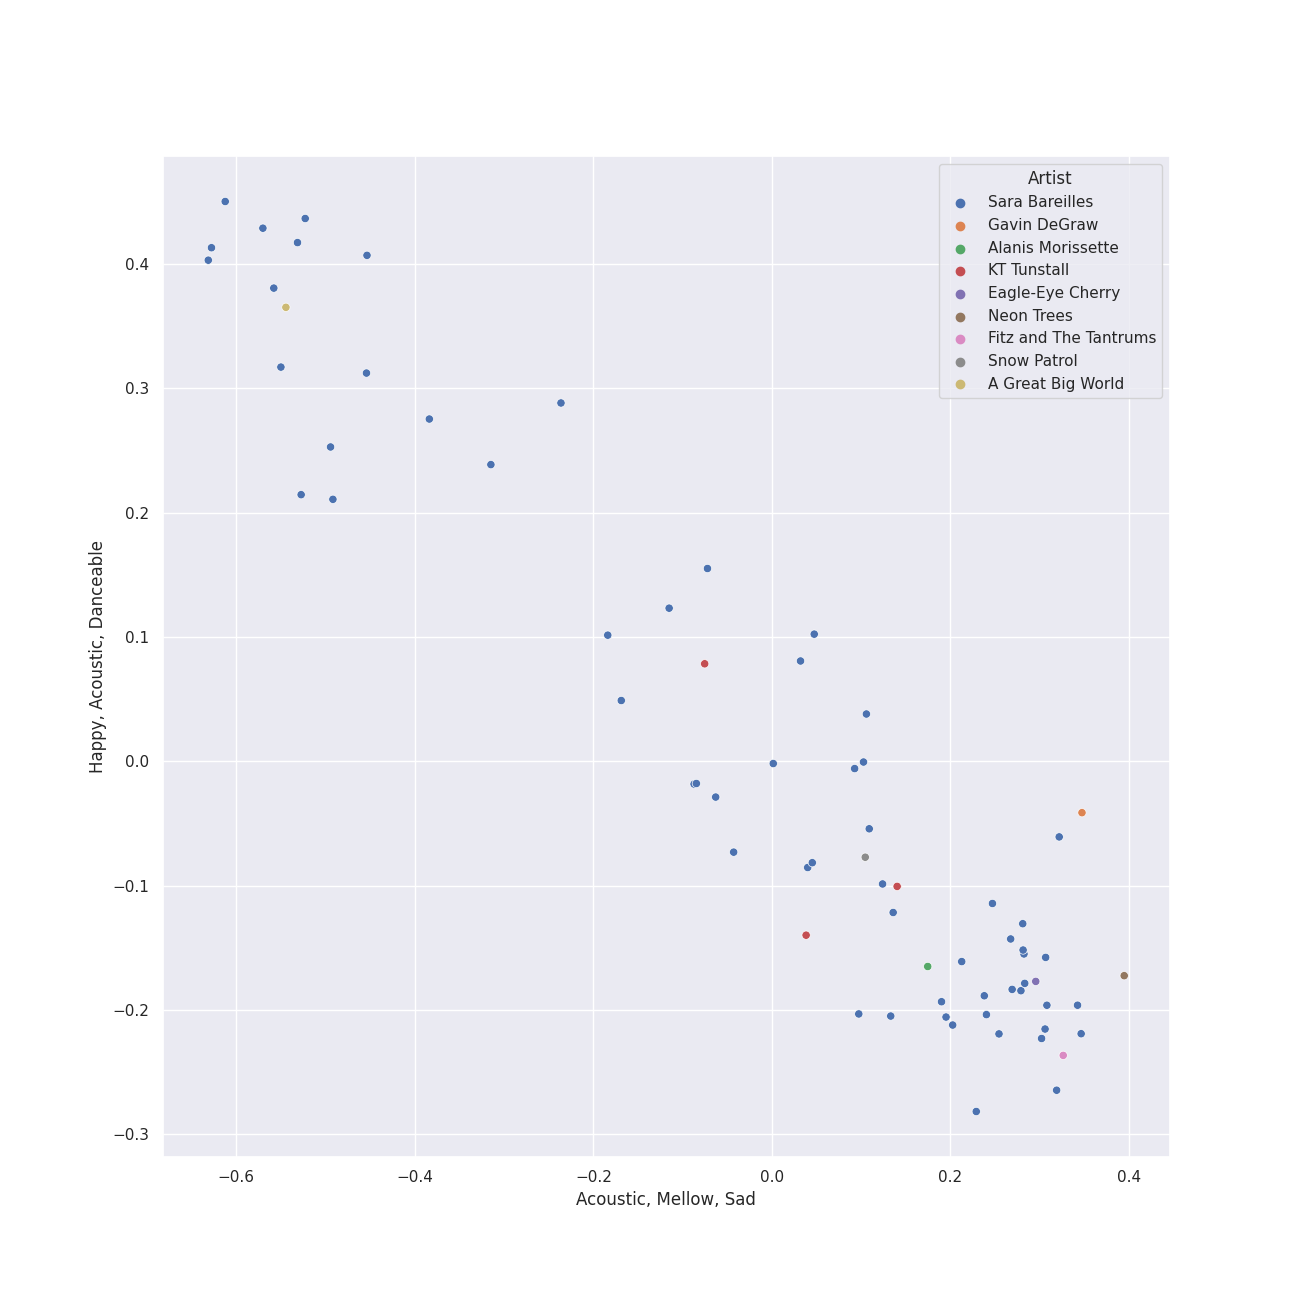 Artist
Sara Bareilles
Gavin DeGraw
Alanis Morissette
KT Tunstall
Eagle-Eye Cherry
Neon Trees
Fitz and The Tantrums
Snow Patrol
A Great Big World
Happy, Acoustic, Danceable
0.4
0.3
0.2
0.1
0.0
−0.1
−0.2
−0.3
−0.6
−0.4
−0.2
0.0
0.2
0.4
Acoustic, Mellow, Sad